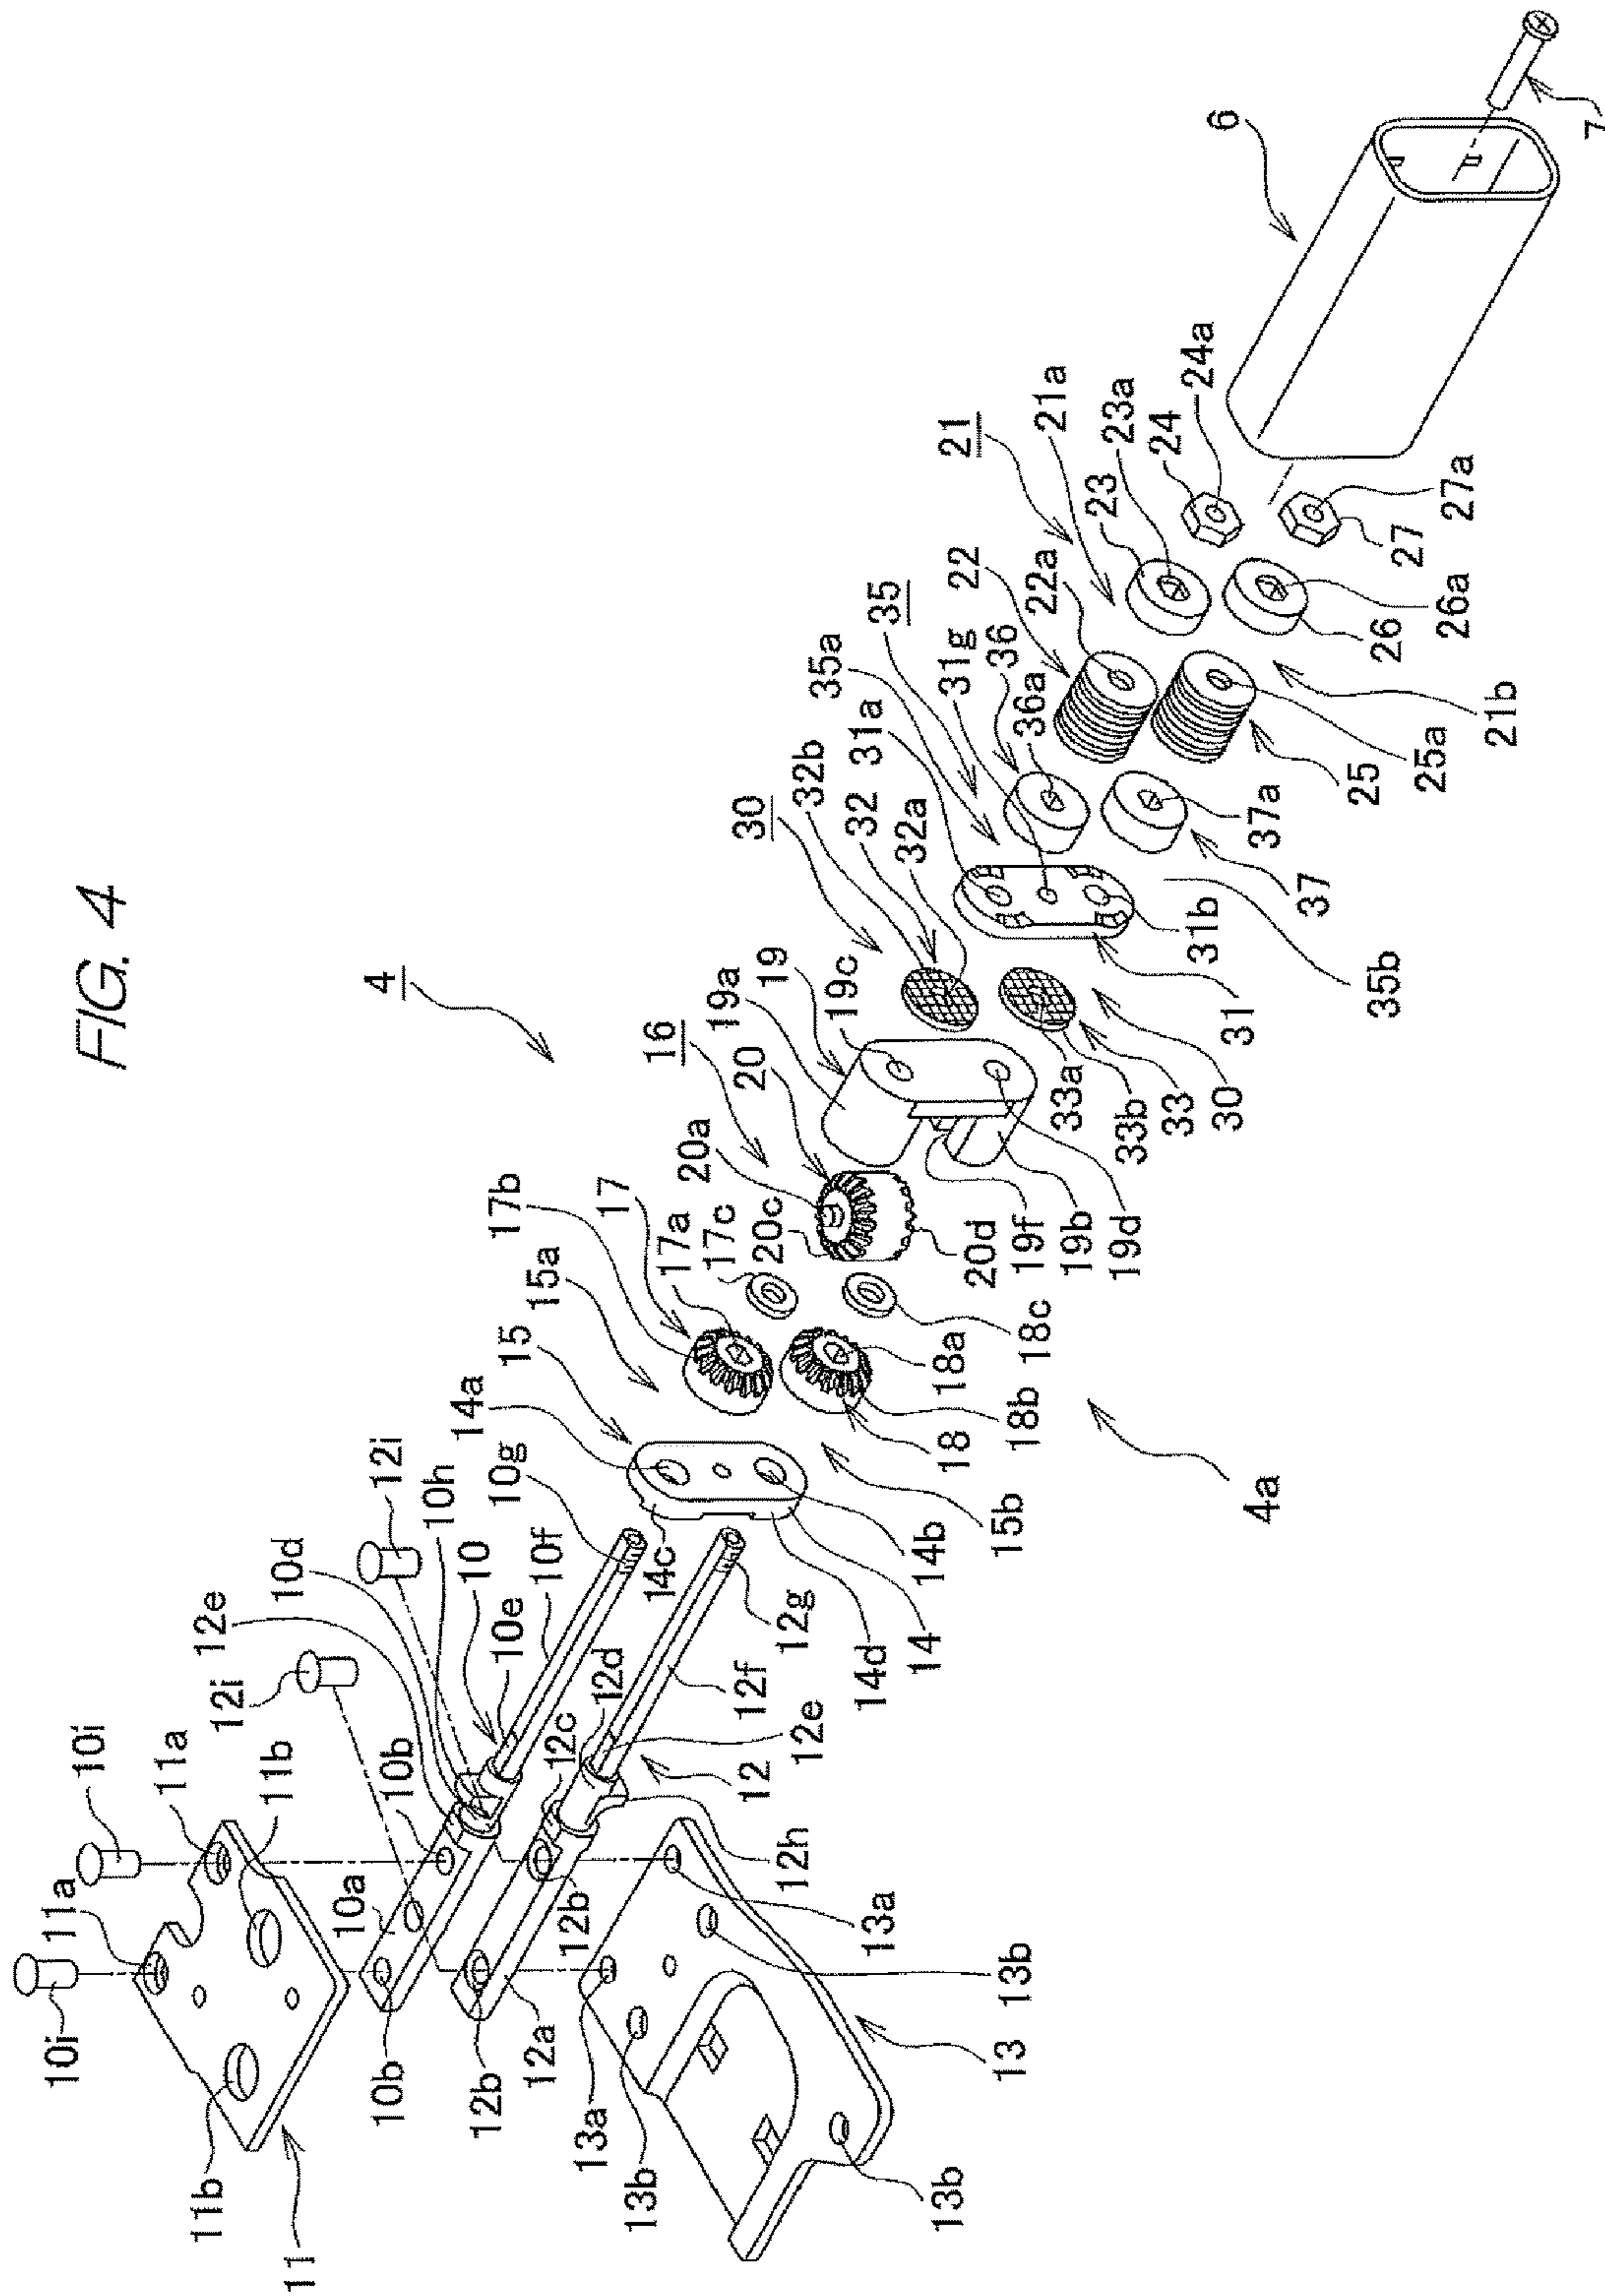 FIG. 4
4
4a
6
7
21
21a
23
23a
24
24a
27a
27
26a
26
21b
25a
25
22
22a
35
35a
31g
36
36a
31a
37a
37
35b
31b
31
30
32b
32
32a
30
33
33b
33a
19
19a
19c
19d
19b
19f
16
20
20a
20c
20d
17
17b
17a
17c
18c
18a
18b
18
15
15a
15b
14a
14b
14c
14d
14
12i
12i
10h
10g
10d
10
10f
10e
12e
12d
12g
12f
12e
12
12c
12h
10b
10a
10b
12b
12b
12a
10i
10i
11a
11a
11b
11b
11
13a
13a
13b
13b
13b
13